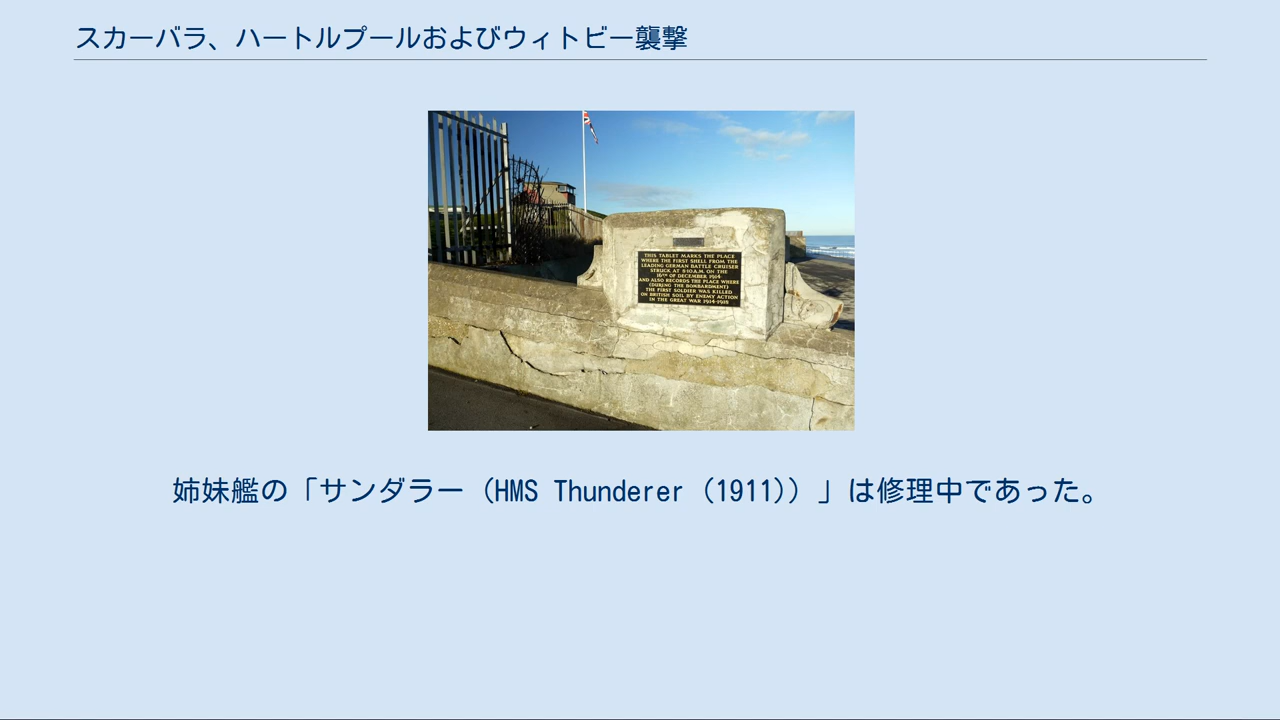 スカーバラ、ハートルプールおよびウィトビー襲撃
THIS TABLET MARKS THE PLACE
WHERE THE FIRST SHELL FROM THE
LEADING GERMAN BATTLE CRUISER
STRUCK AT 8·10 A.M. ON THE
16TH OF DECEMBER 1914
AND ALSO RECORDS THE PLACE WHERE
(DURING THE BOMBARDMENT)
THE FIRST SOLDIER WAS KILLED
ON BRITISH SOIL BY ENEMY ACTION
IN THE GREAT WAR 1914-1918
姉妹艦の「サンダラー（HMS Thunderer (1911)）」は修理中であった。